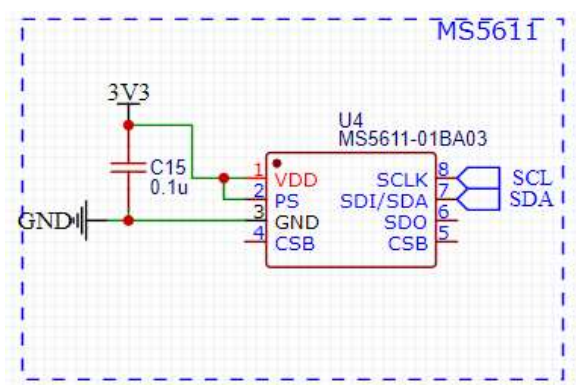 MS5611
3V3
U4
MS5611-01BA03
C15
0.1u
1 VDD SCLK 8 SCL
2 PS SDI/SDA 7 SDA
GND 3 GND SDO 6
4 CSB CSB 5